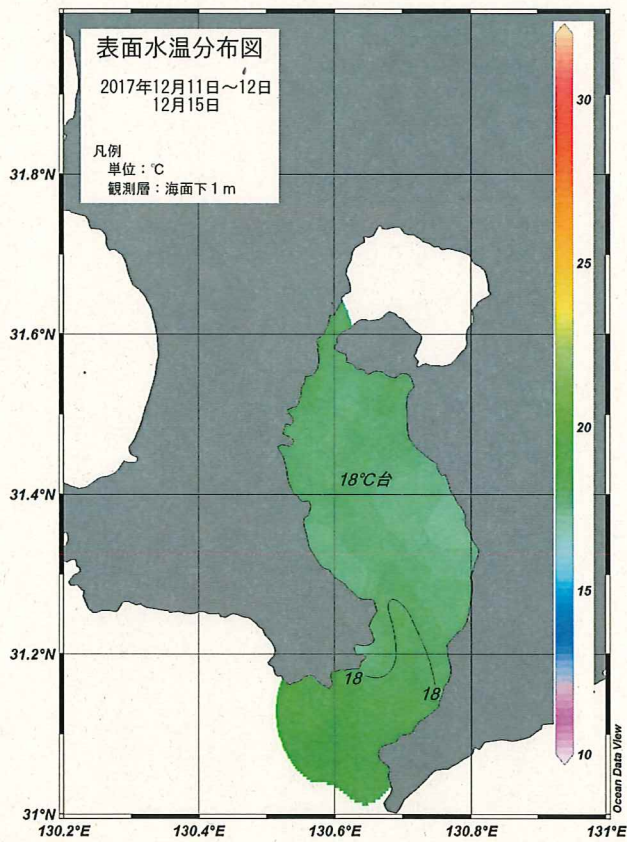 表面水温分布図
2017年12月11日～12日
12月15日
凡例
単位：℃
観測層：海面下1m
31.8°N
31.6°N
31.4°N
31.2°N
31°N
130.2°E
130.4°E
130.6°E
130.8°E
131°E
18℃台
18
18
30
25
20
15
10
Ocean Data View